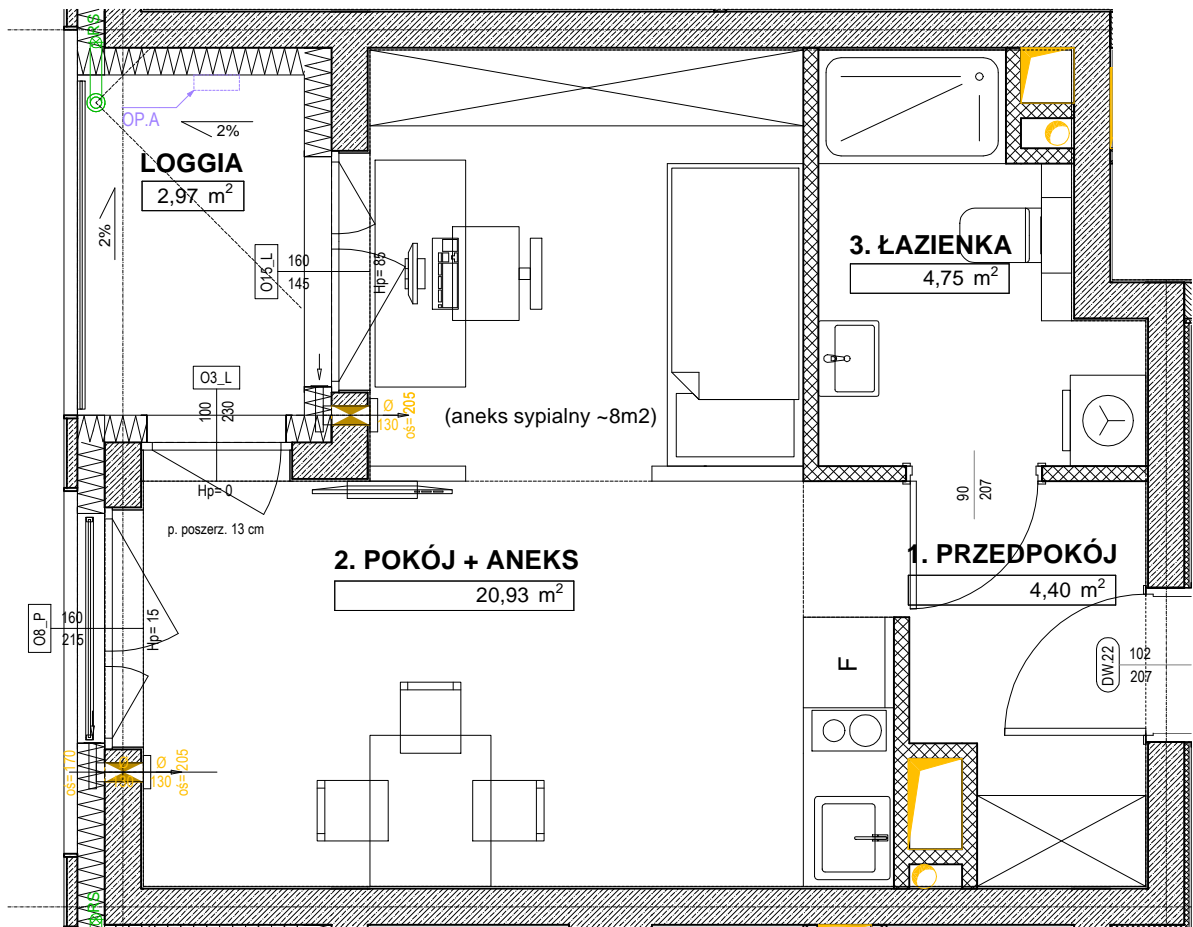 OP.A
2%
LOGGIA
2,97 m²
2%
O15_L
160
145
Hp= 85
3. ŁAZIENKA
4,75 m²
O3_L
100
230
Ø
130
oś= 205
(aneks sypialny ~8m2)
Hp= 0
p. poszerz. 13 cm
90
207
2. POKÓJ + ANEKS
20,93 m²
1. PRZEDPOKÓJ
4,40 m²
O8_P
160
215
Hp= 15
F
DW.22
102
207
oś= 170
Ø
130
oś= 205